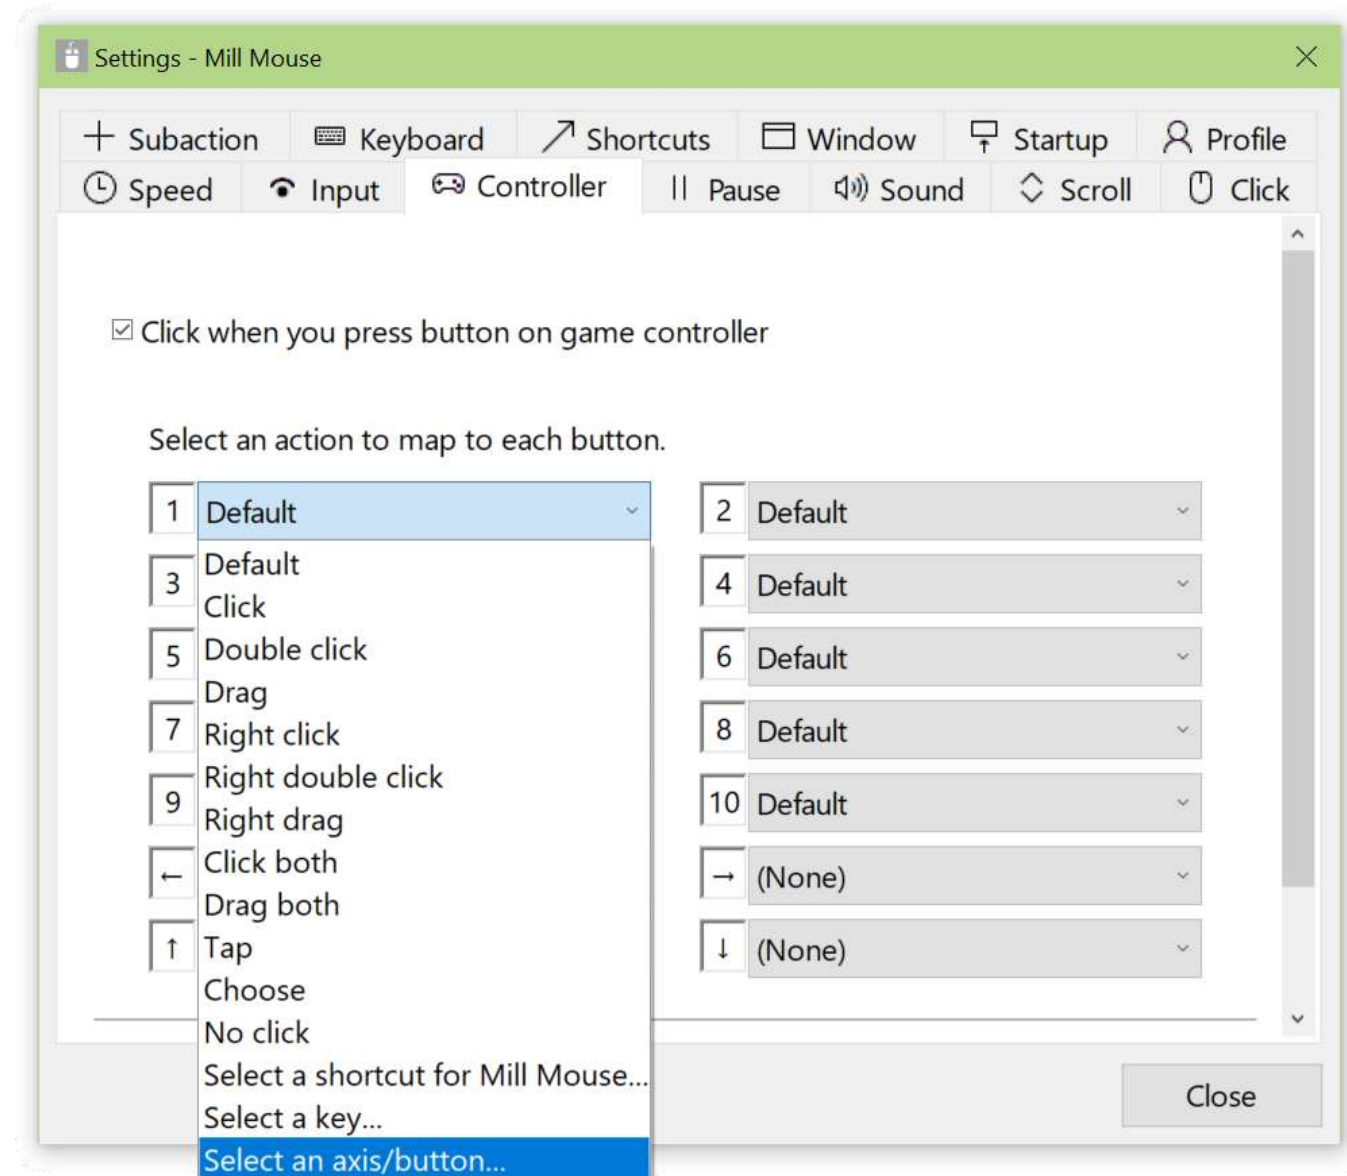 Settings - Mill Mouse
Subaction Keyboard Shortcuts Window Startup Profile
Speed Input Controller Pause Sound Scroll Click
Click when you press button on game controller
Select an action to map to each button.
1 Default 2 Default
Default
3 4 Default
Click
Double click
5 6 Default
Drag
Right click
7 8 Default
Right double click
9 10 Default
Right drag
Click both
← → (None)
Drag both
Tap
↑ ↓ (None)
Choose
No click
Select a shortcut for Mill Mouse...
Select a key...
Close
Select an axis/button...